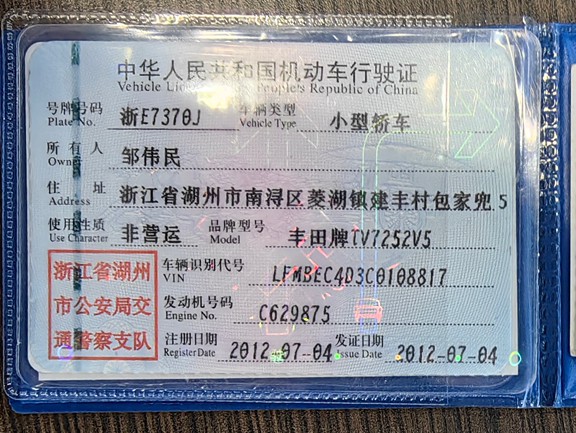 中华人民共和国机动车行驶证
Vehicle License People's Republic of China
号牌号码 浙E7370J 车辆类型 小型轿车
Plate No. Vehicle Type
所有人 邹伟民
Owner
住址 浙江省湖州市南浔区菱湖镇建丰村包家兜 5
Address
使用性质 非营运 品牌型号 丰田牌TV7252V5
Use Character Model
浙江省湖州市公安局交通警察支队
车辆识别代号 LFMBEC4D3C0108817
VIN
发动机号码 C629875
Engine No.
注册日期 2012-07-04 发证日期 2012-07-04
Register Date Issue Date